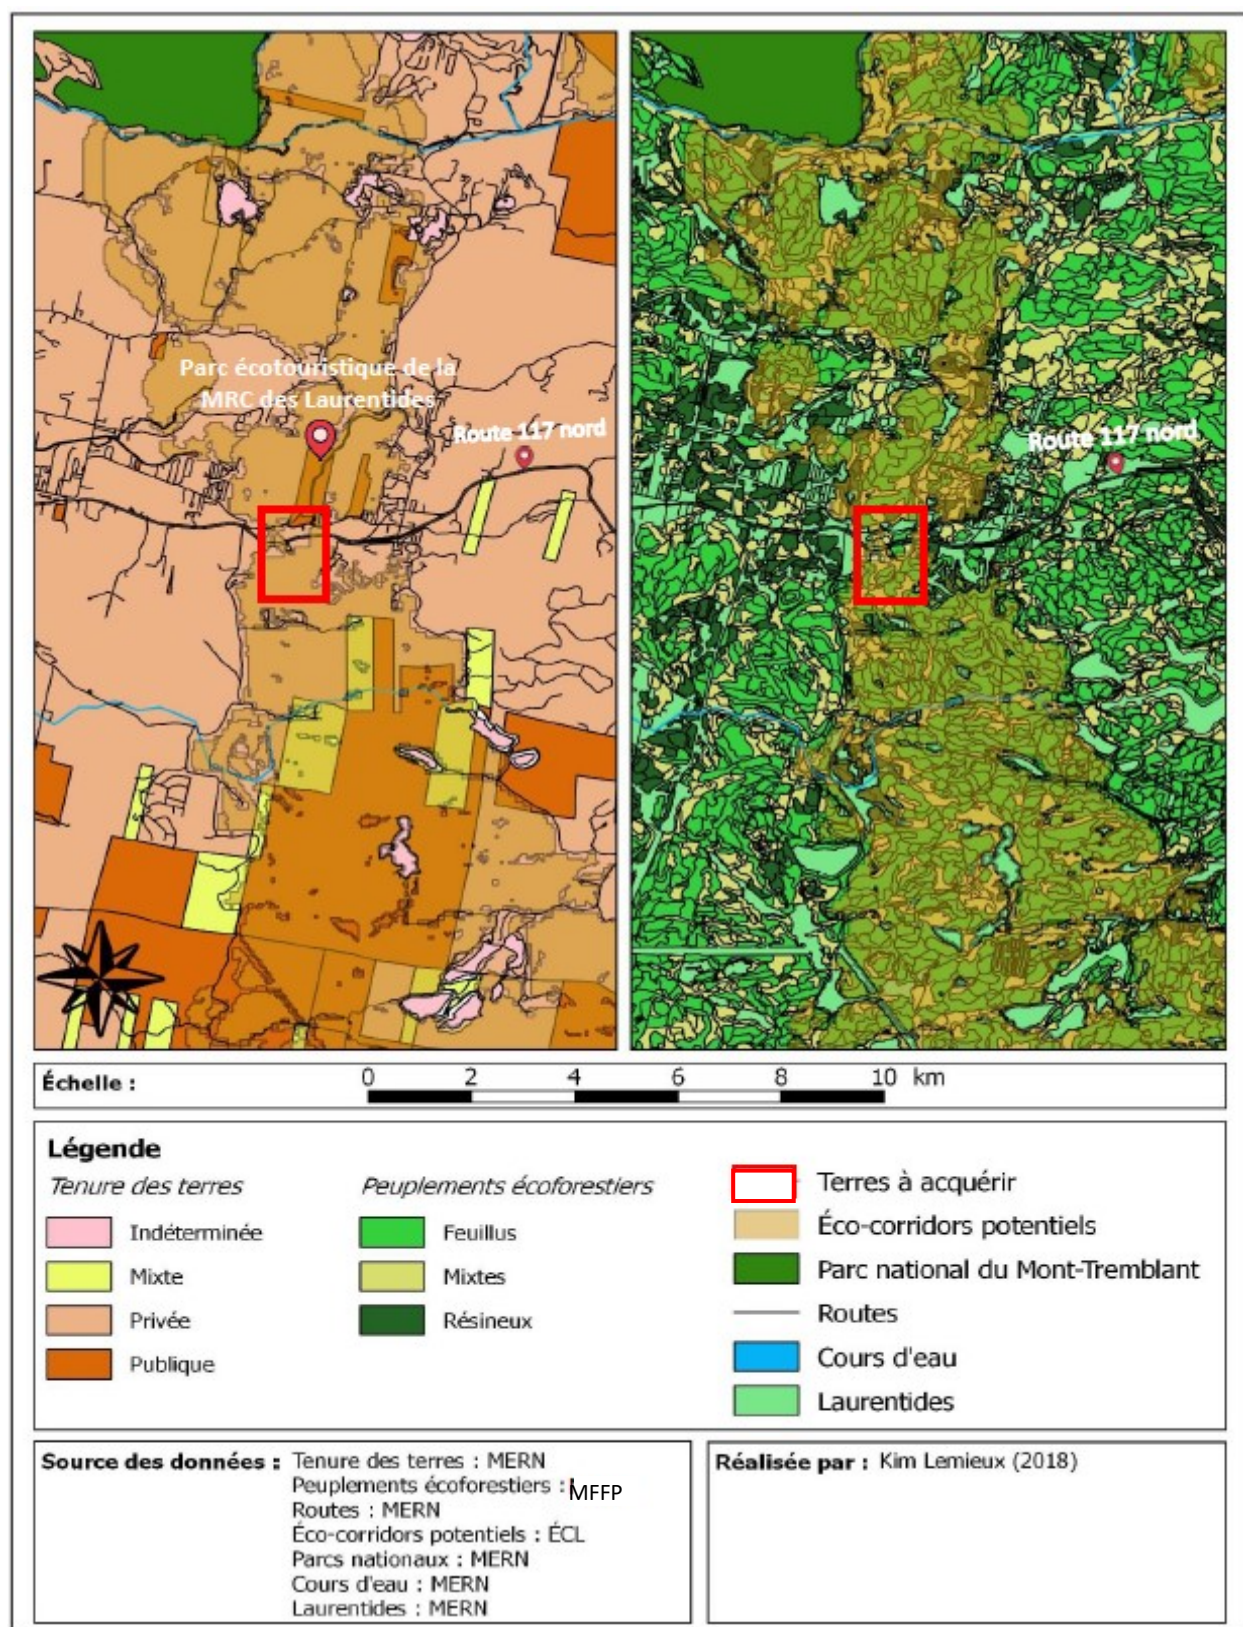 Parc écotouristique de la
MRC des Laurentides
Route 117 nord
Route 117 nord
Échelle :
0 2 4 6 8 10 km
Légende
Tenure des terres
Indéterminée
Mixte
Privée
Publique
Peuplements écoforestiers
Feuillus
Mixtes
Résineux
Terres à acquérir
Éco-corridors potentiels
Parc national du Mont-Tremblant
Routes
Cours d'eau
Laurentides
Source des données : Tenure des terres : MERN
Peuplements écoforestiers : MFFP
Routes : MERN
Éco-corridors potentiels : ÉCL
Parcs nationaux : MERN
Cours d'eau : MERN
Laurentides : MERN
Réalisée par : Kim Lemieux (2018)